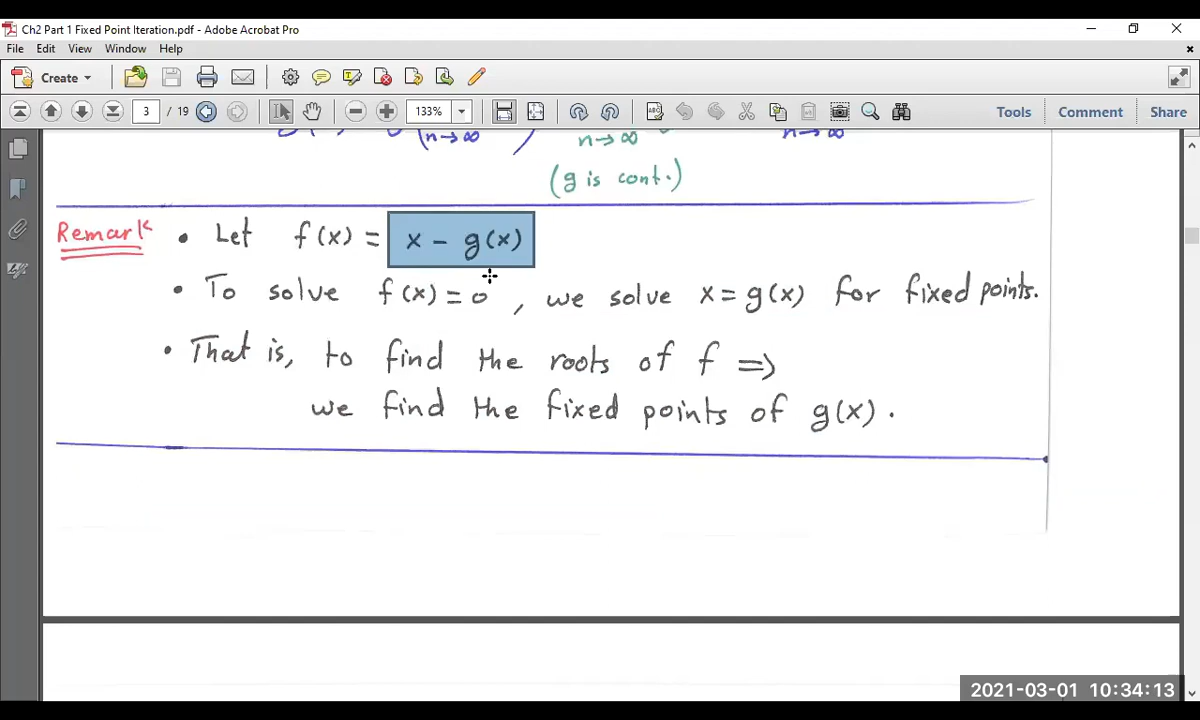 Ch2 Part 1 Fixed Point Iteration.pdf - Adobe Acrobat Pro
File Edit View Window Help
Create
3 / 19 133% Tools Comment Share
(n→∞ n→∞ n→∞
(g is cont.)
Remark • Let f(x) = x - g(x)
• To solve f(x)=0, we solve x=g(x) for fixed points.
• That is, to find the roots of f ⇒
we find the fixed points of g(x).
2021-03-01 10:34:13